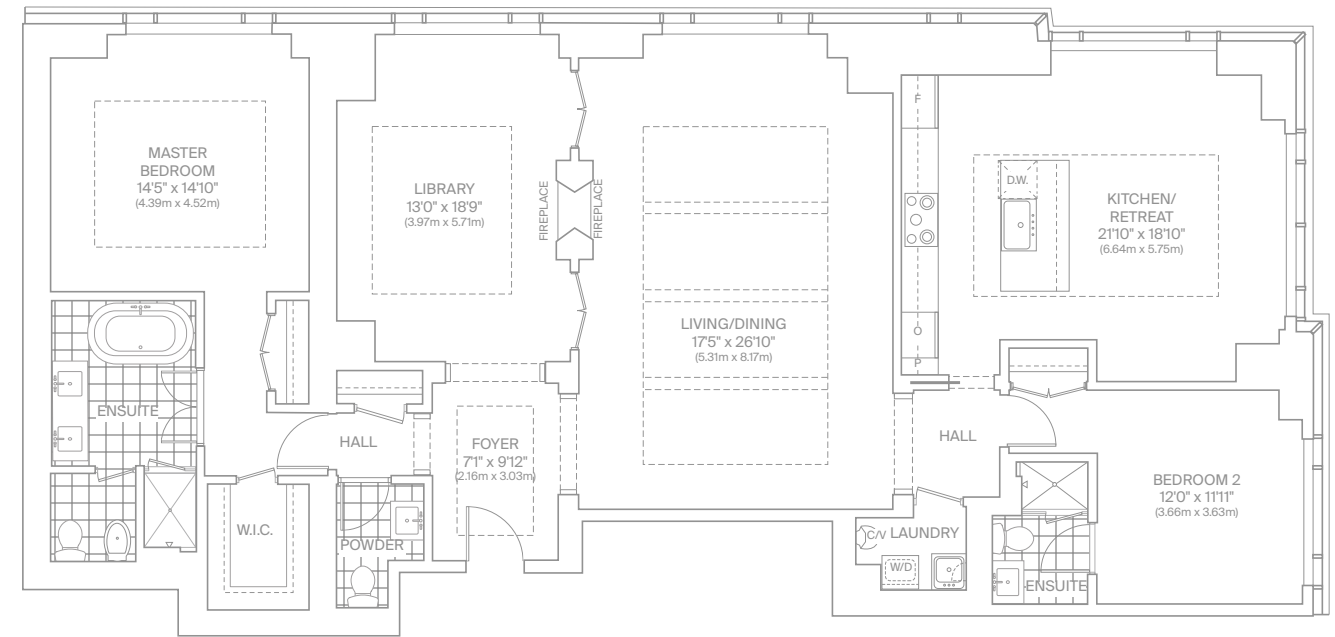 MASTER
BEDROOM
14'5" x 14'10"
(4.39m x 4.52m)
LIBRARY
13'0" x 18'9"
(3.97m x 5.71m)
FIREPLACE
FIREPLACE
LIVING/DINING
17'5" x 26'10"
(5.31m x 8.17m)
F
O
P
D.W.
KITCHEN/
RETREAT
21'10" x 18'10"
(6.64m x 5.75m)
ENSUITE
HALL
FOYER
7'1" x 9'12"
(2.16m x 3.03m)
HALL
BEDROOM 2
12'0" x 11'11"
(3.66m x 3.63m)
W.I.C.
POWDER
C/V
LAUNDRY
W/D
ENSUITE